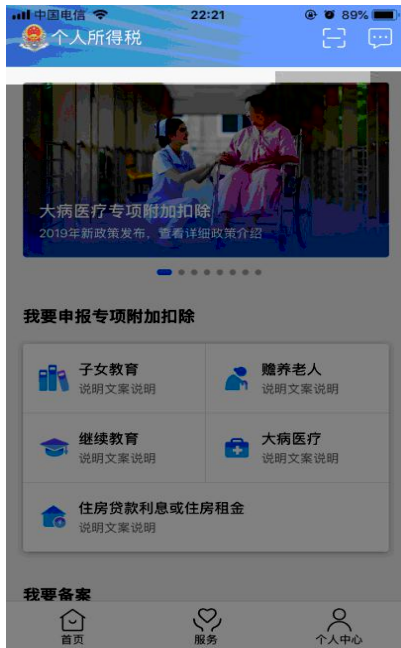 中国电信 22:21 89%
个人所得税
大病医疗专项附加扣除
2019年新政策发布，查看详细政策介绍
我要申报专项附加扣除
子女教育
说明文案说明
赡养老人
说明文案说明
继续教育
说明文案说明
大病医疗
说明文案说明
住房贷款利息或住房租金
说明文案说明
我要备案
首页 服务 个人中心